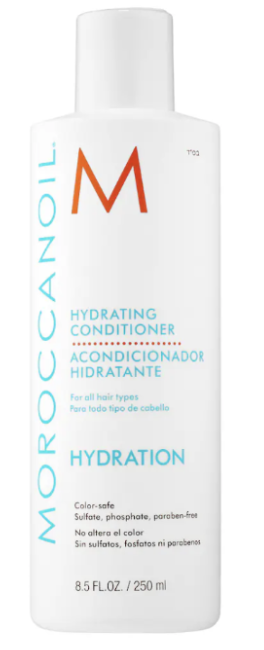 MOROCCANOIL.
M
בס"ד
HYDRATING
CONDITIONER
ACONDICIONADOR
HIDRATANTE
For all hair types
Para todo tipo de cabello
HYDRATION
Color-safe
Sulfate, phosphate, paraben-free
No altera el color
Sin sulfatos, fosfatos ni parabenos
8.5 FL.OZ. / 250 ml